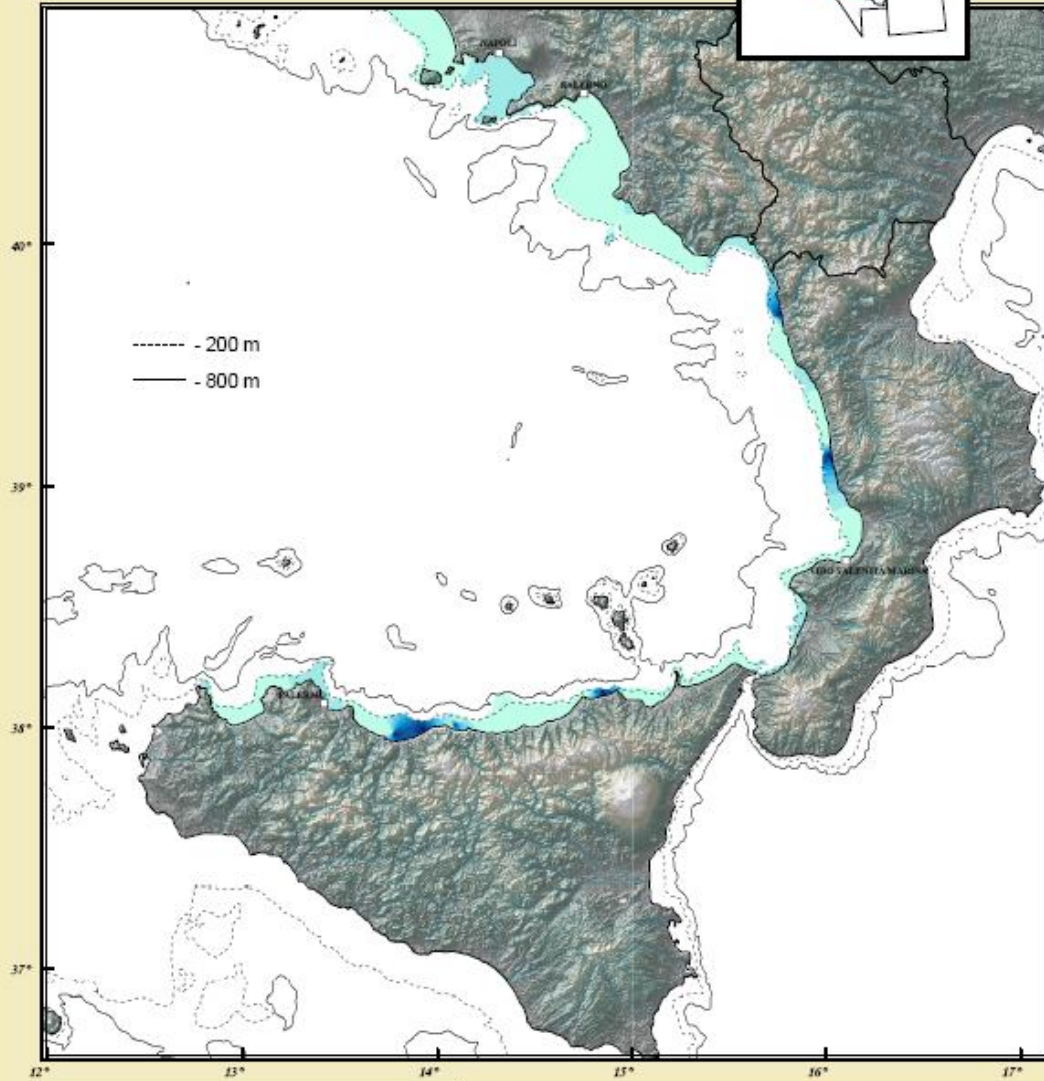 NAPOLI
SALERNO
40°
- 200 m
- 800 m
39°
VIBO VALENTIA MARINA
PALERMO
38°
37°
12°
13°
14°
15°
16°
17°